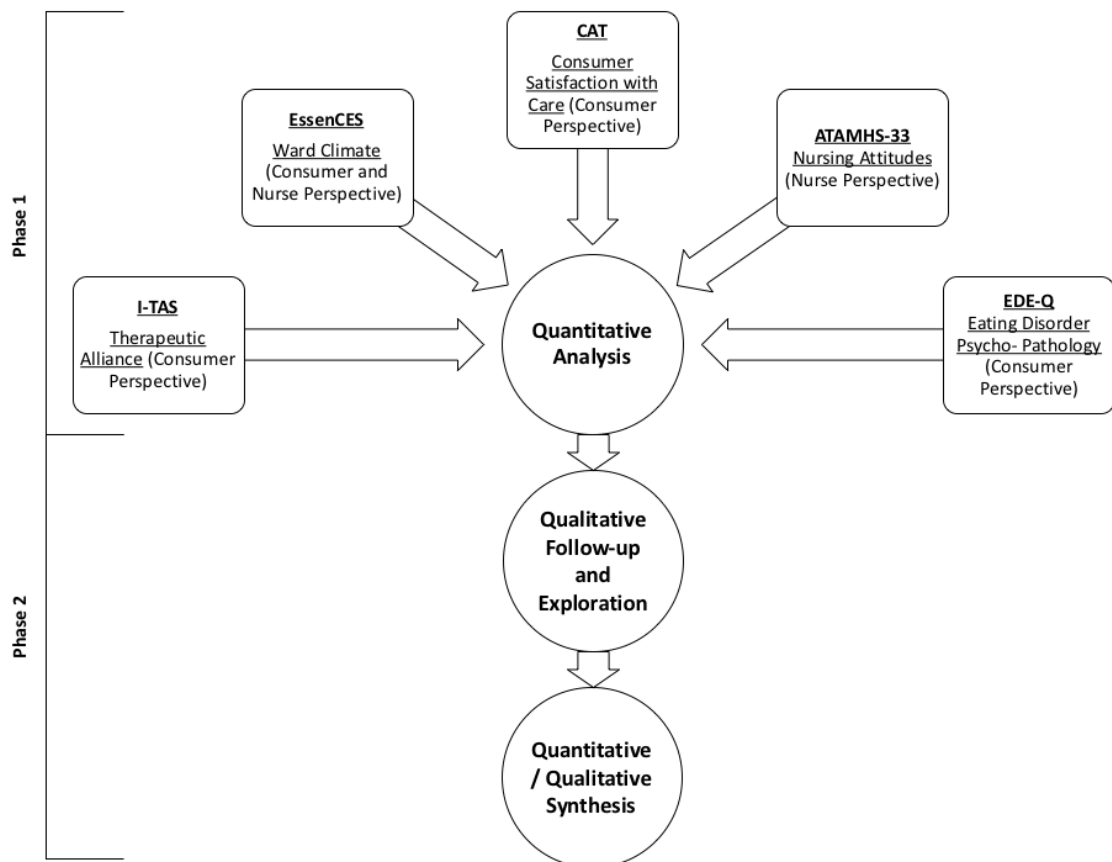 CAT
Consumer
Satisfaction with
Care (Consumer
Perspective)
EssenCES
Ward Climate
(Consumer and
Nurse Perspective)
ATAMHS-33
Nursing Attitudes
(Nurse Perspective)
Phase 1
I-TAS
Therapeutic
Alliance (Consumer
Perspective)
Quantitative
Analysis
EDE-Q
Eating Disorder
Psycho- Pathology
(Consumer
Perspective)
Phase 2
Qualitative
Follow-up
and
Exploration
Quantitative
/ Qualitative
Synthesis